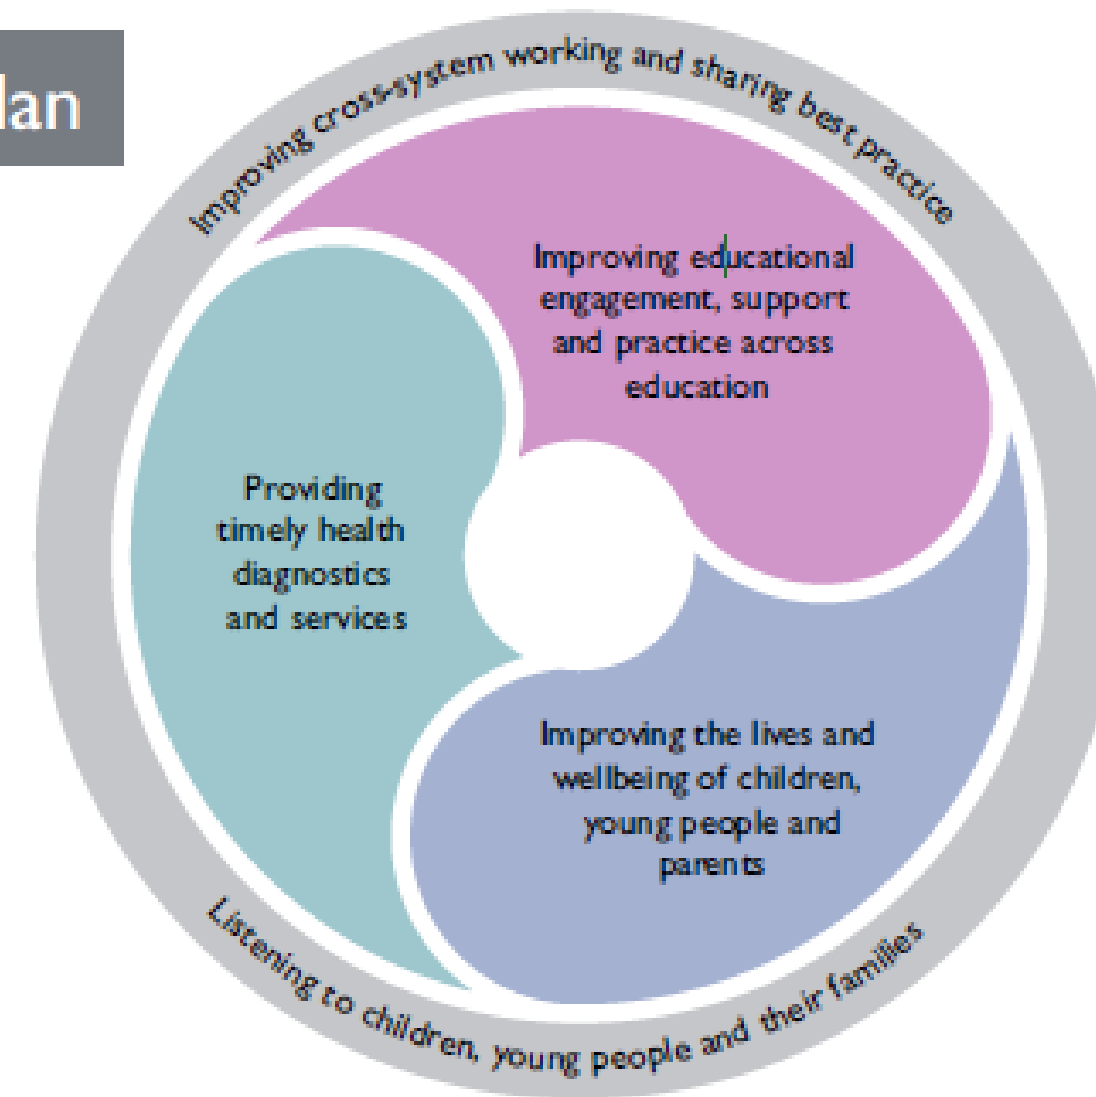 lan
Improving cross-system working and sharing best practice
Improving educational
engagement, support
and practice across
education
Providing
timely health
diagnostics
and services
Improving the lives and
wellbeing of children,
young people and
parents
Listening to children, young people and their families